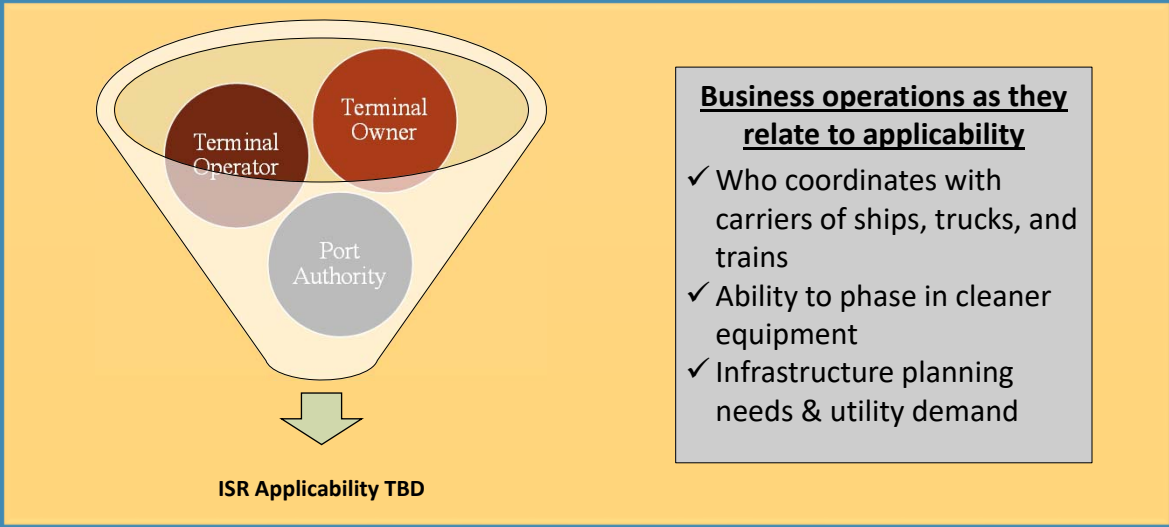 Terminal
Operator
Terminal
Owner
Port
Authority
ISR Applicability TBD
Business operations as they
relate to applicability
✓ Who coordinates with
carriers of ships, trucks, and
trains
✓ Ability to phase in cleaner
equipment
✓ Infrastructure planning
needs & utility demand